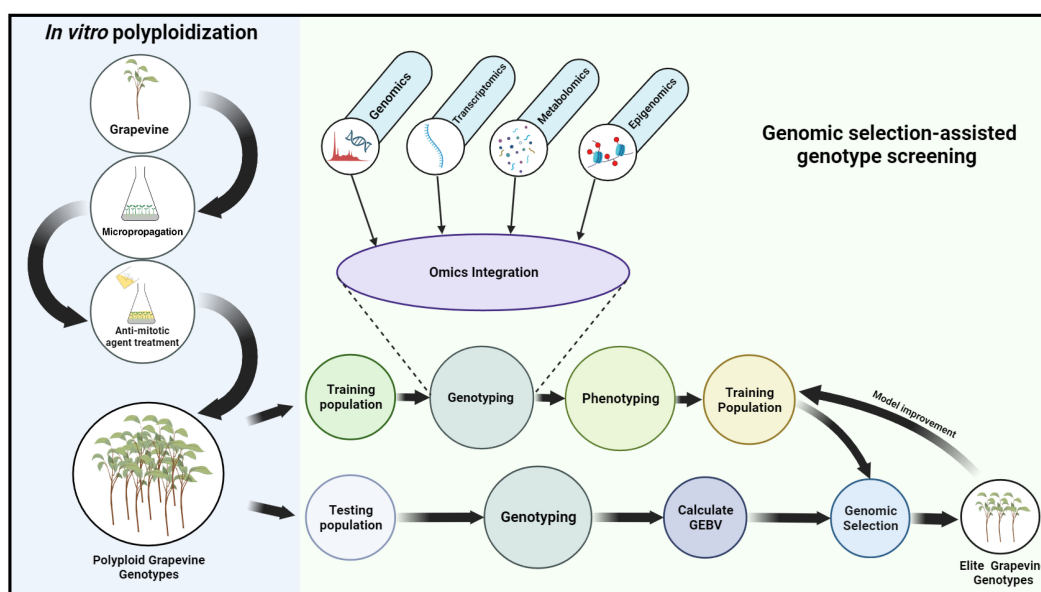 In vitro polyploidization
Grapevine
Micropropagation
Anti-mitotic
agent treatment
Polyploid Grapevine
Genotypes
Genomics
Transcriptomics
Metabolomics
Epigenomics
Genomic selection-assisted
genotype screening
Omics Integration
Training
population
Genotyping
Phenotyping
Training
Population
Model improvement
Testing
population
Genotyping
Calculate
GEBV
Genomic
Selection
Elite Grapevin
Genotypes